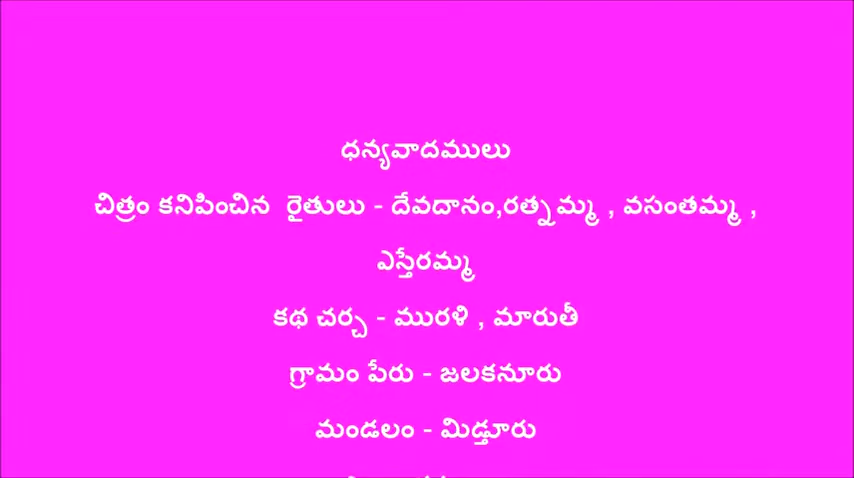 ధన్యవాదములు
చిత్రం కనిపించిన రైతులు - దేవదానం,రత్నమ్మ , వసంతమ్మ ,
ఎస్తేరమ్మ
కథ చర్చ - మురళి , మారుతీ
గ్రామం పేరు - జలకనూరు
మండలం - మిడ్తూరు